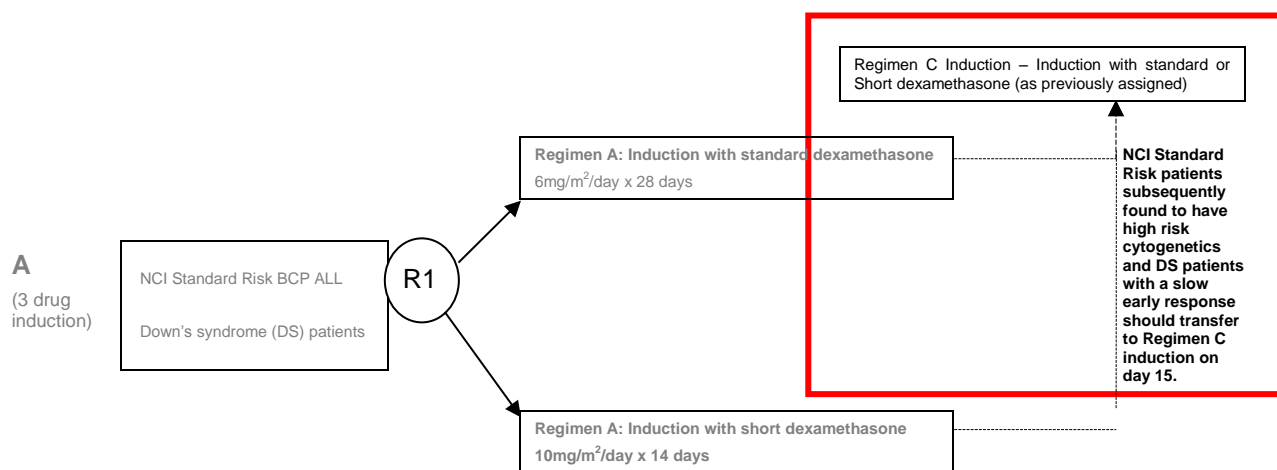 Regimen C Induction – Induction with standard or
Short dexamethasone (as previously assigned)
Regimen A: Induction with standard dexamethasone
6mg/m²/day x 28 days
NCI Standard
Risk patients
subsequently
found to have
high risk
cytogenetics
and DS patients
with a slow
early response
should transfer
to Regimen C
induction on
day 15.
A
(3 drug
induction)
NCI Standard Risk BCP ALL
Down's syndrome (DS) patients
R1
Regimen A: Induction with short dexamethasone
10mg/m²/day x 14 days